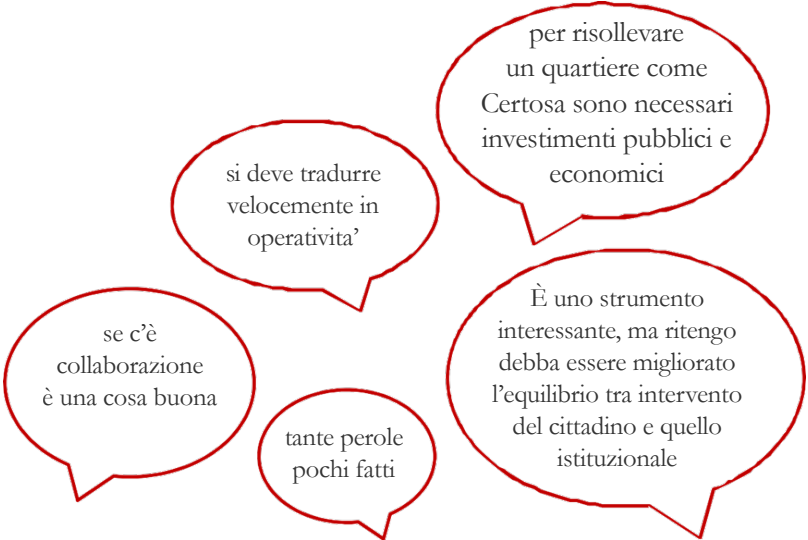 per risollevare
un quartiere come
Certosa sono necessari
investimenti pubblici e
economici
si deve tradurre
velocemente in
operativita’
È uno strumento
interessante, ma ritengo
debba essere migliorato
l’equilibrio tra intervento
del cittadino e quello
istituzionale
se c’è
collaborazione
è una cosa buona
tante perole
pochi fatti